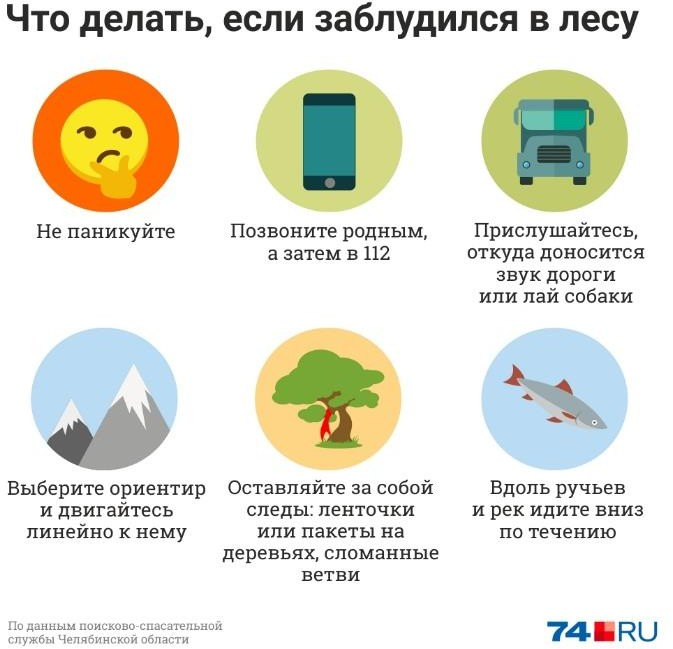 Что делать, если заблудился в лесу
Не паникуйте
Позвоните родным,
а затем в 112
Прислушайтесь,
откуда доносится
звук дороги
или лай собаки
Выберите ориентир
и двигайтесь
линейно к нему
Оставляйте за собой
следы: ленточки
или пакеты на
деревьях, сломанные
ветви
Вдоль ручьев
и рек идите вниз
по течению
По данным поисково-спасательной
службы Челябинской области
74 RU